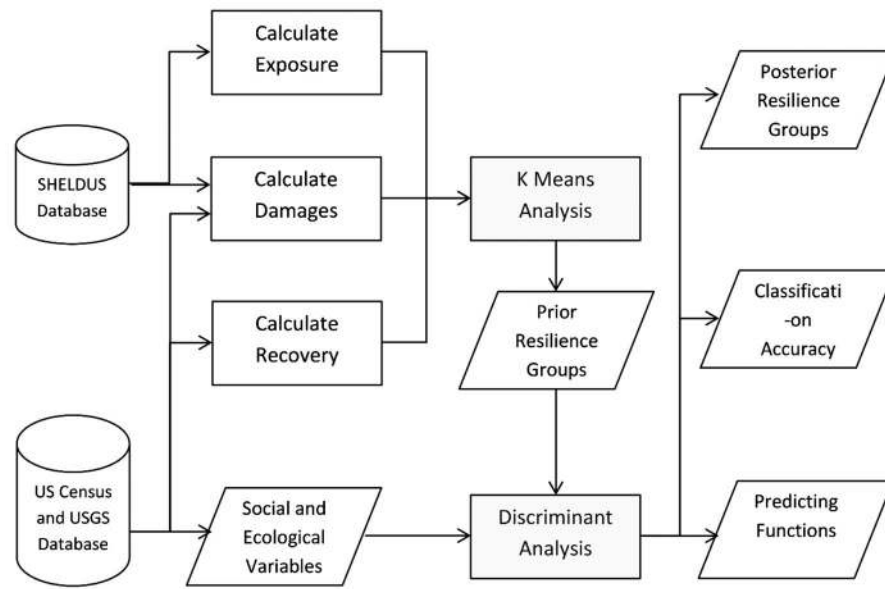 Calculate
Exposure
SHELDUS
Database
Calculate
Damages
Calculate
Recovery
US Census
and USGS
Database
Social and
Ecological
Variables
K Means
Analysis
Prior
Resilience
Groups
Discriminant
Analysis
Posterior
Resilience
Groups
Classificati
-on
Accuracy
Predicting
Functions